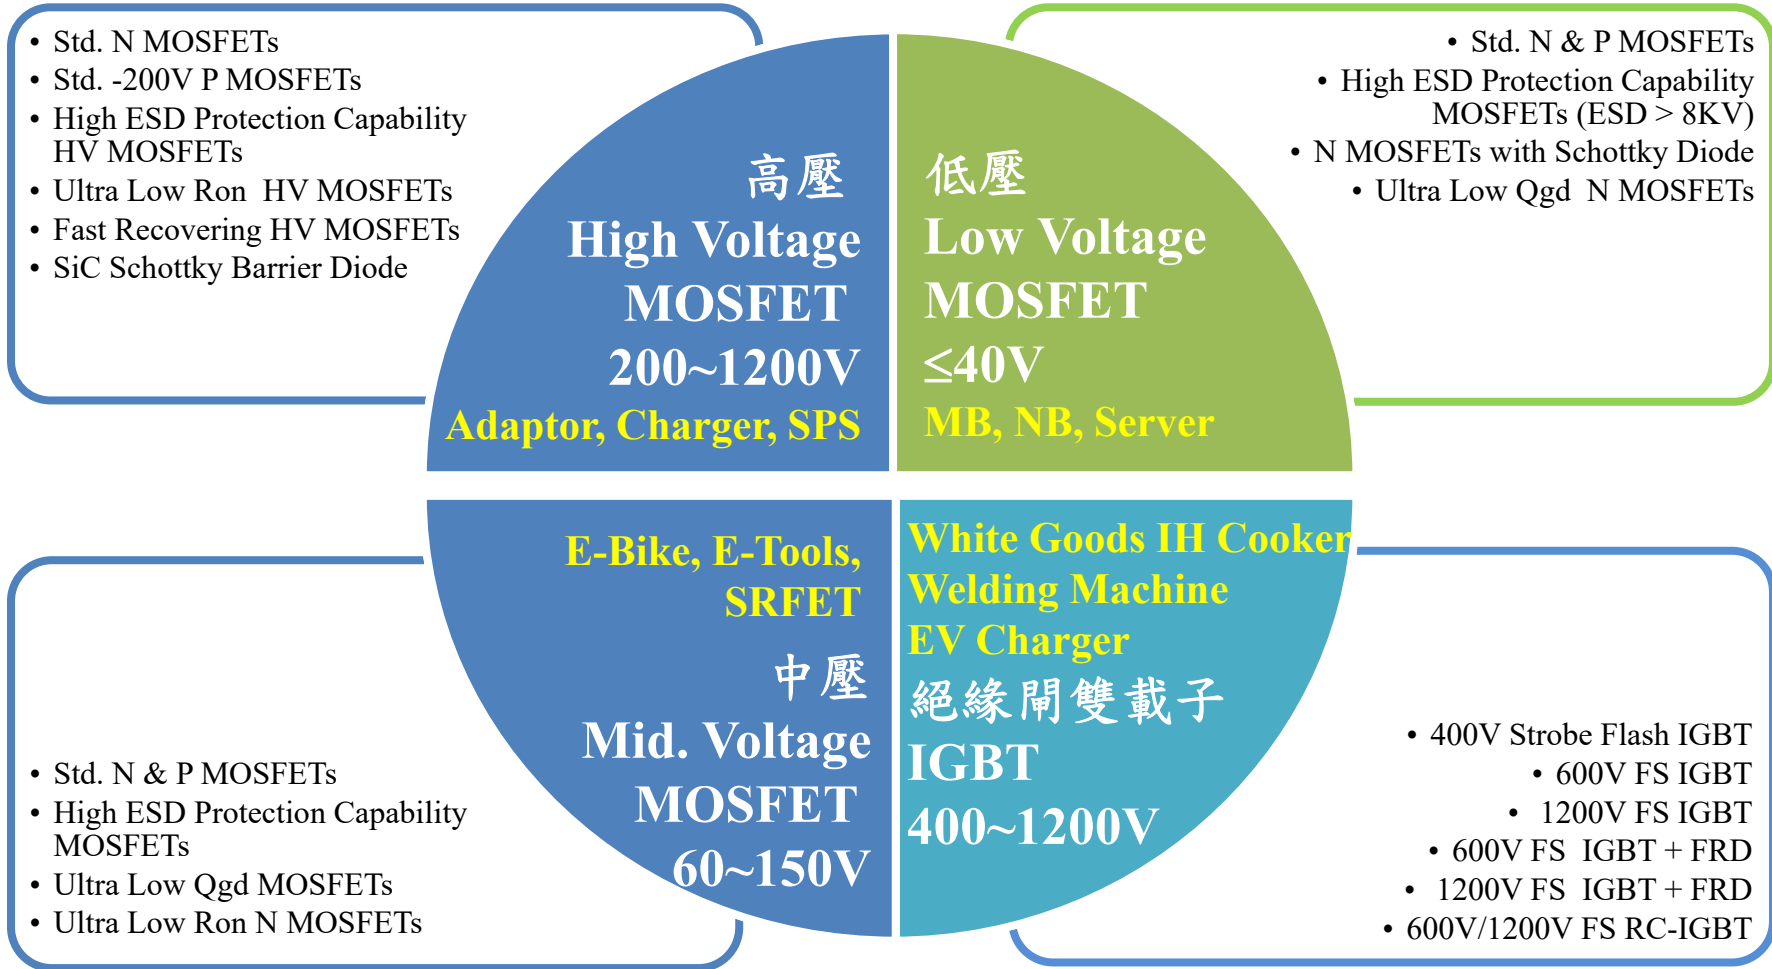 • Std. N MOSFETs
• Std. -200V P MOSFETs
• High ESD Protection Capability
HV MOSFETs
• Ultra Low Ron  HV MOSFETs
• Fast Recovering HV MOSFETs
• SiC Schottky Barrier Diode
高壓
High Voltage
MOSFET
200~1200V
Adaptor, Charger, SPS
低壓
Low Voltage
MOSFET
≤40V
MB, NB, Server
• Std. N & P MOSFETs
• High ESD Protection Capability
MOSFETs (ESD > 8KV)
• N MOSFETs with Schottky Diode
• Ultra Low Qgd  N MOSFETs
• Std. N & P MOSFETs
• High ESD Protection Capability
MOSFETs
• Ultra Low Qgd MOSFETs
• Ultra Low Ron N MOSFETs
E-Bike, E-Tools,
SRFET
中壓
Mid. Voltage
MOSFET
60~150V
White Goods IH Cooker
Welding Machine
EV Charger
絕緣閘雙載子
IGBT
400~1200V
• 400V Strobe Flash IGBT
• 600V FS IGBT
• 1200V FS IGBT
• 600V FS  IGBT + FRD
• 1200V FS  IGBT + FRD
• 600V/1200V FS RC-IGBT